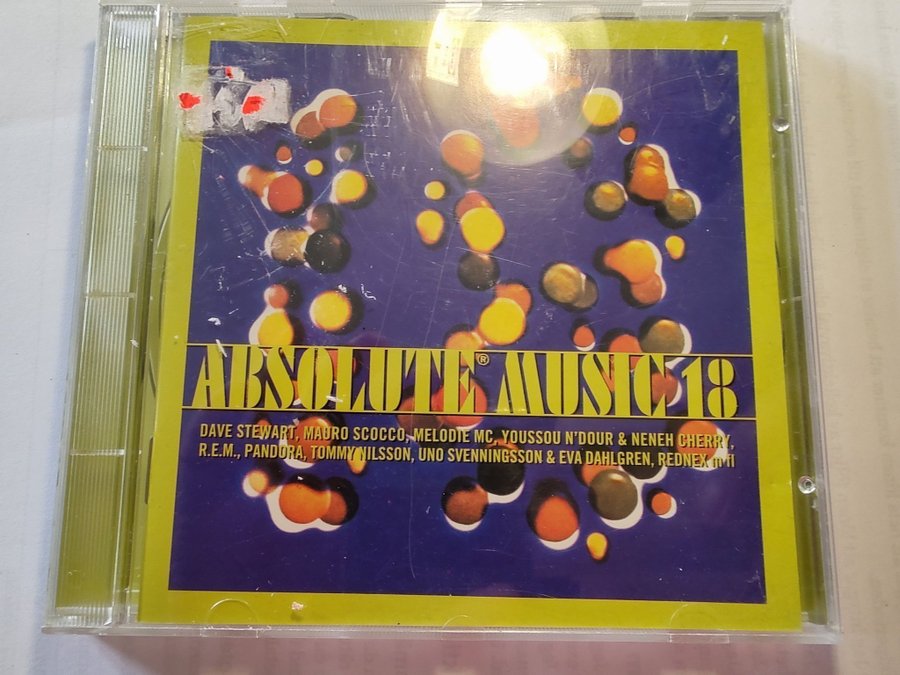 ABSOLUTE® MUSIC 18
DAVE STEWART, MAURO SCOCCO, MELODIE MC, YOUSSOU N'DOUR & NENEH CHERRY,
R.E.M., PANDORA, TOMMY NILSSON, UNO SVENNINGSSON & EVA DAHLGREN, REDNEX m fl